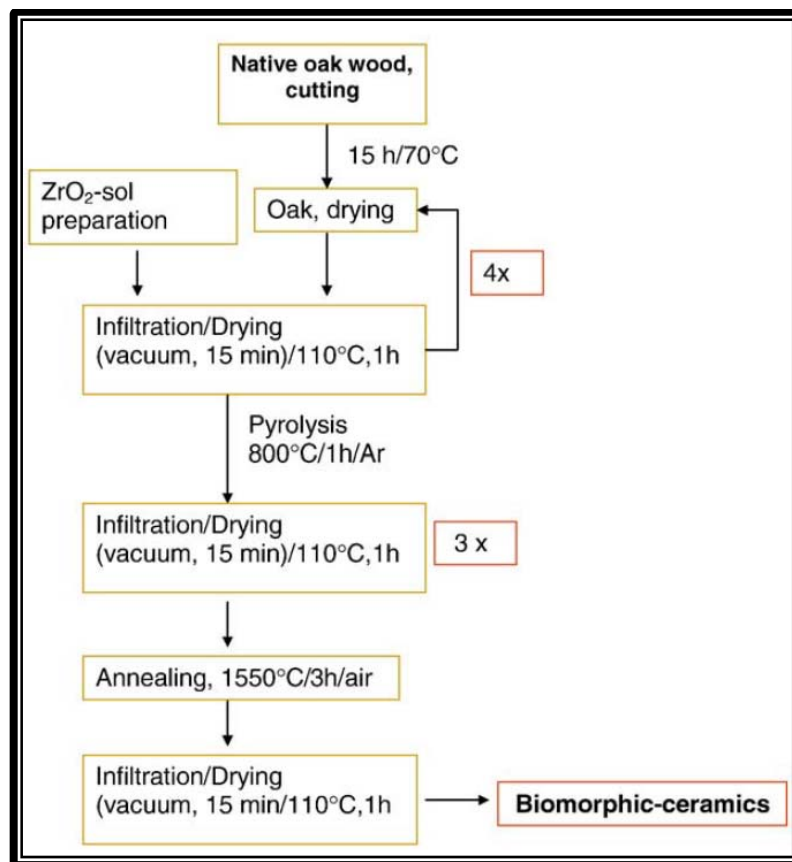 Native oak wood,
cutting
15 h/70°C
ZrO₂-sol
preparation
Oak, drying
4x
Infiltration/Drying
(vacuum, 15 min)/110°C,1h
Pyrolysis
800°C/1h/Ar
Infiltration/Drying
(vacuum, 15 min)/110°C,1h
3 x
Annealing, 1550°C/3h/air
Infiltration/Drying
(vacuum, 15 min/110°C,1h
Biomorphic-ceramics